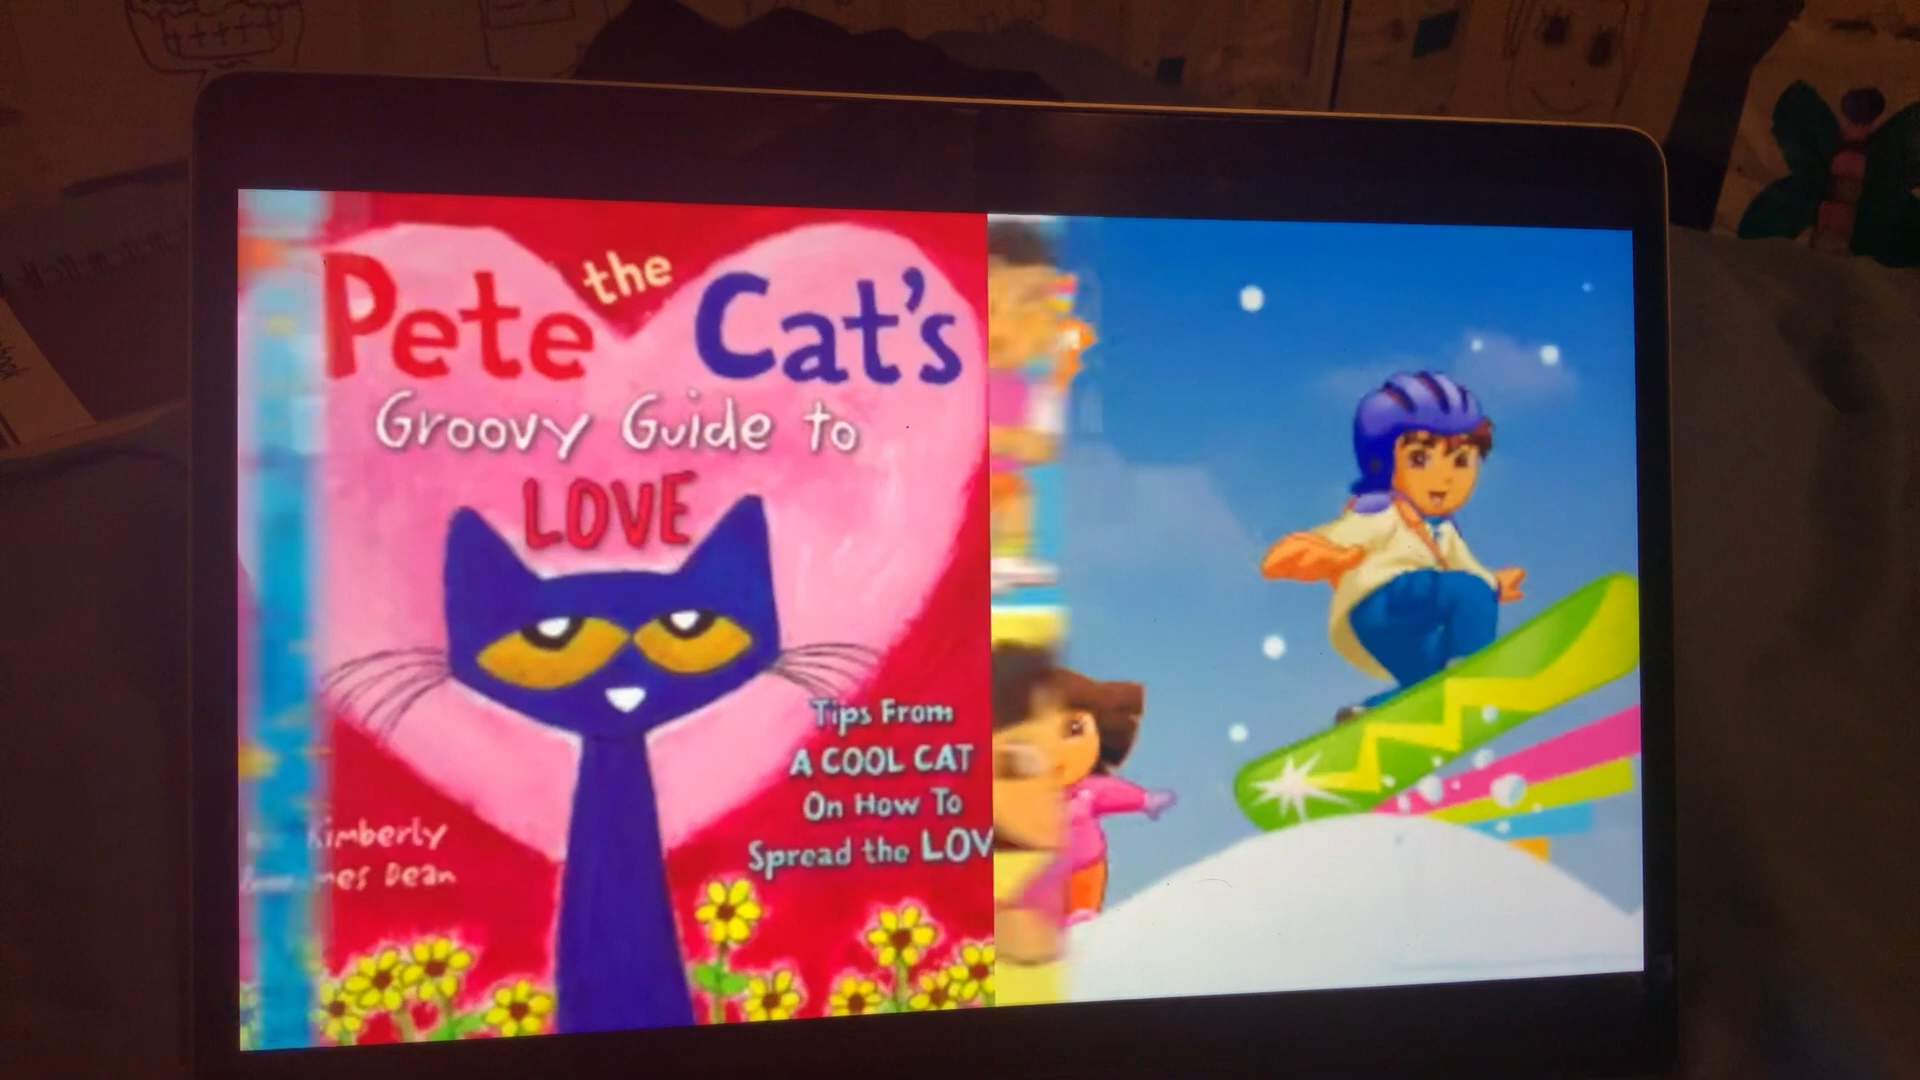 Pete the Cat's
Groovy Guide to
LOVE
Tips From
A COOL CAT
On How To
Spread the LOV
Kimberly
mes Dean